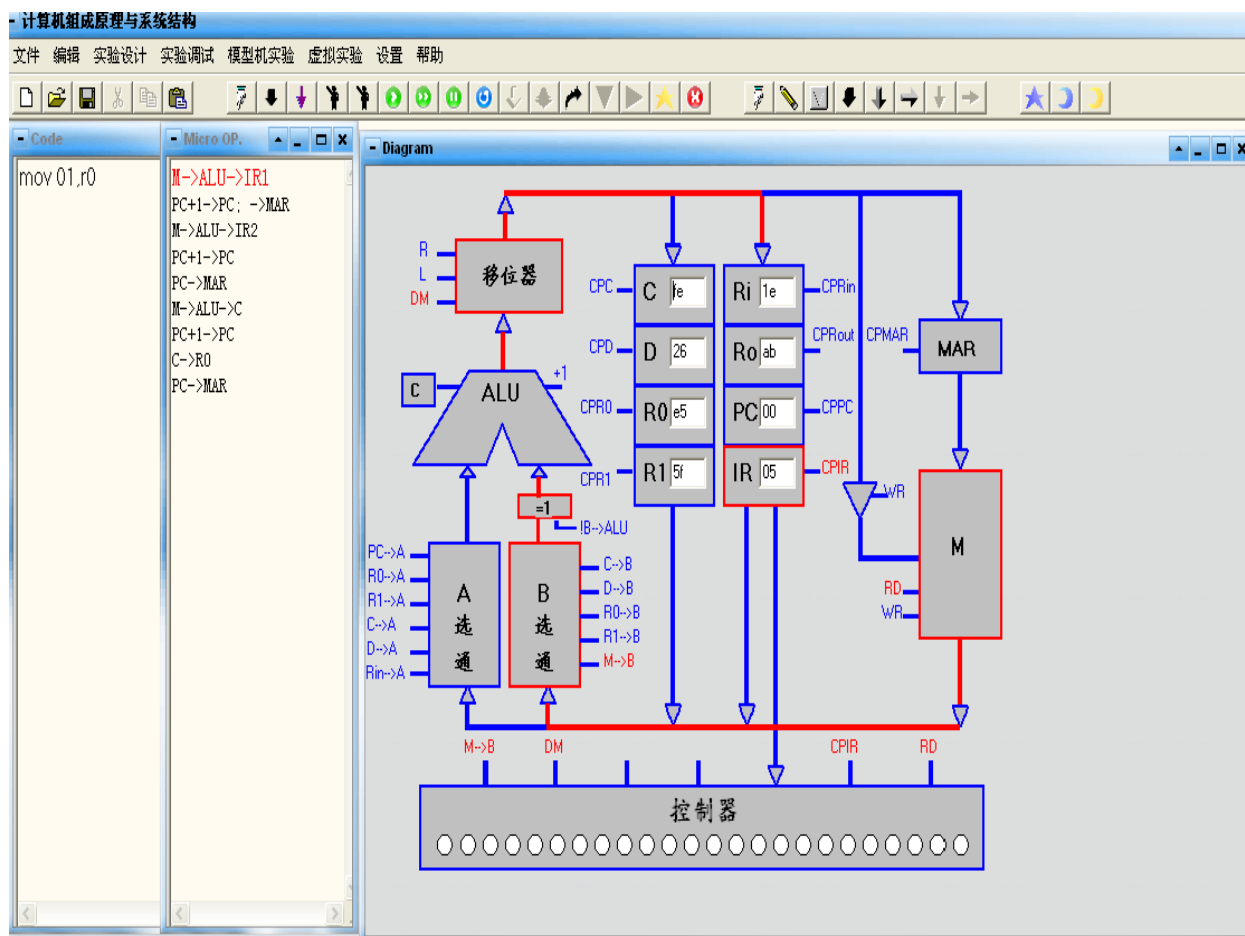 计算机组成原理与系统结构
文件 编辑 实验设计 实验调试 模型机实验 虚拟实验 设置 帮助
Code
mov 01,r0
Micro OP.
M->ALU->IR1
PC+1->PC; ->MAR
M->ALU->IR2
PC+1->PC
PC->MAR
M->ALU->C
PC+1->PC
C->R0
PC->MAR
Diagram
R
L
DM
移位器
C
ALU
+1
=1
!B-->ALU
PC-->A
R0-->A
R1-->A
C-->A
D-->A
Rin-->A
A选通
B选通
C-->B
D-->B
R0-->B
R1-->B
M-->B
CPC C fe
CPD D 26
CPR0 R0 e5
CPR1 R1 5f
Ri 1e CPRin
Ro ab CPRout
PC 00 CPPC
IR 05 CPIR
CPMAR MAR
WR
M
RD
WR
M-->B DM CPIR RD
控制器